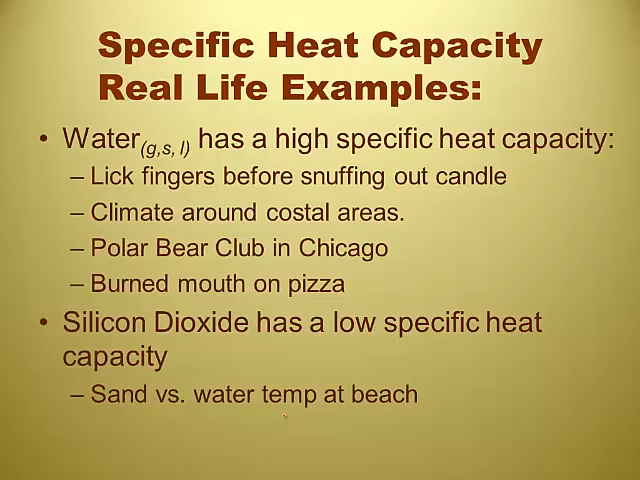 Specific Heat Capacity
Real Life Examples:
• Water(g,s, l) has a high specific heat capacity:
– Lick fingers before snuffing out candle
– Climate around costal areas.
– Polar Bear Club in Chicago
– Burned mouth on pizza
• Silicon Dioxide has a low specific heat
capacity
– Sand vs. water temp at beach